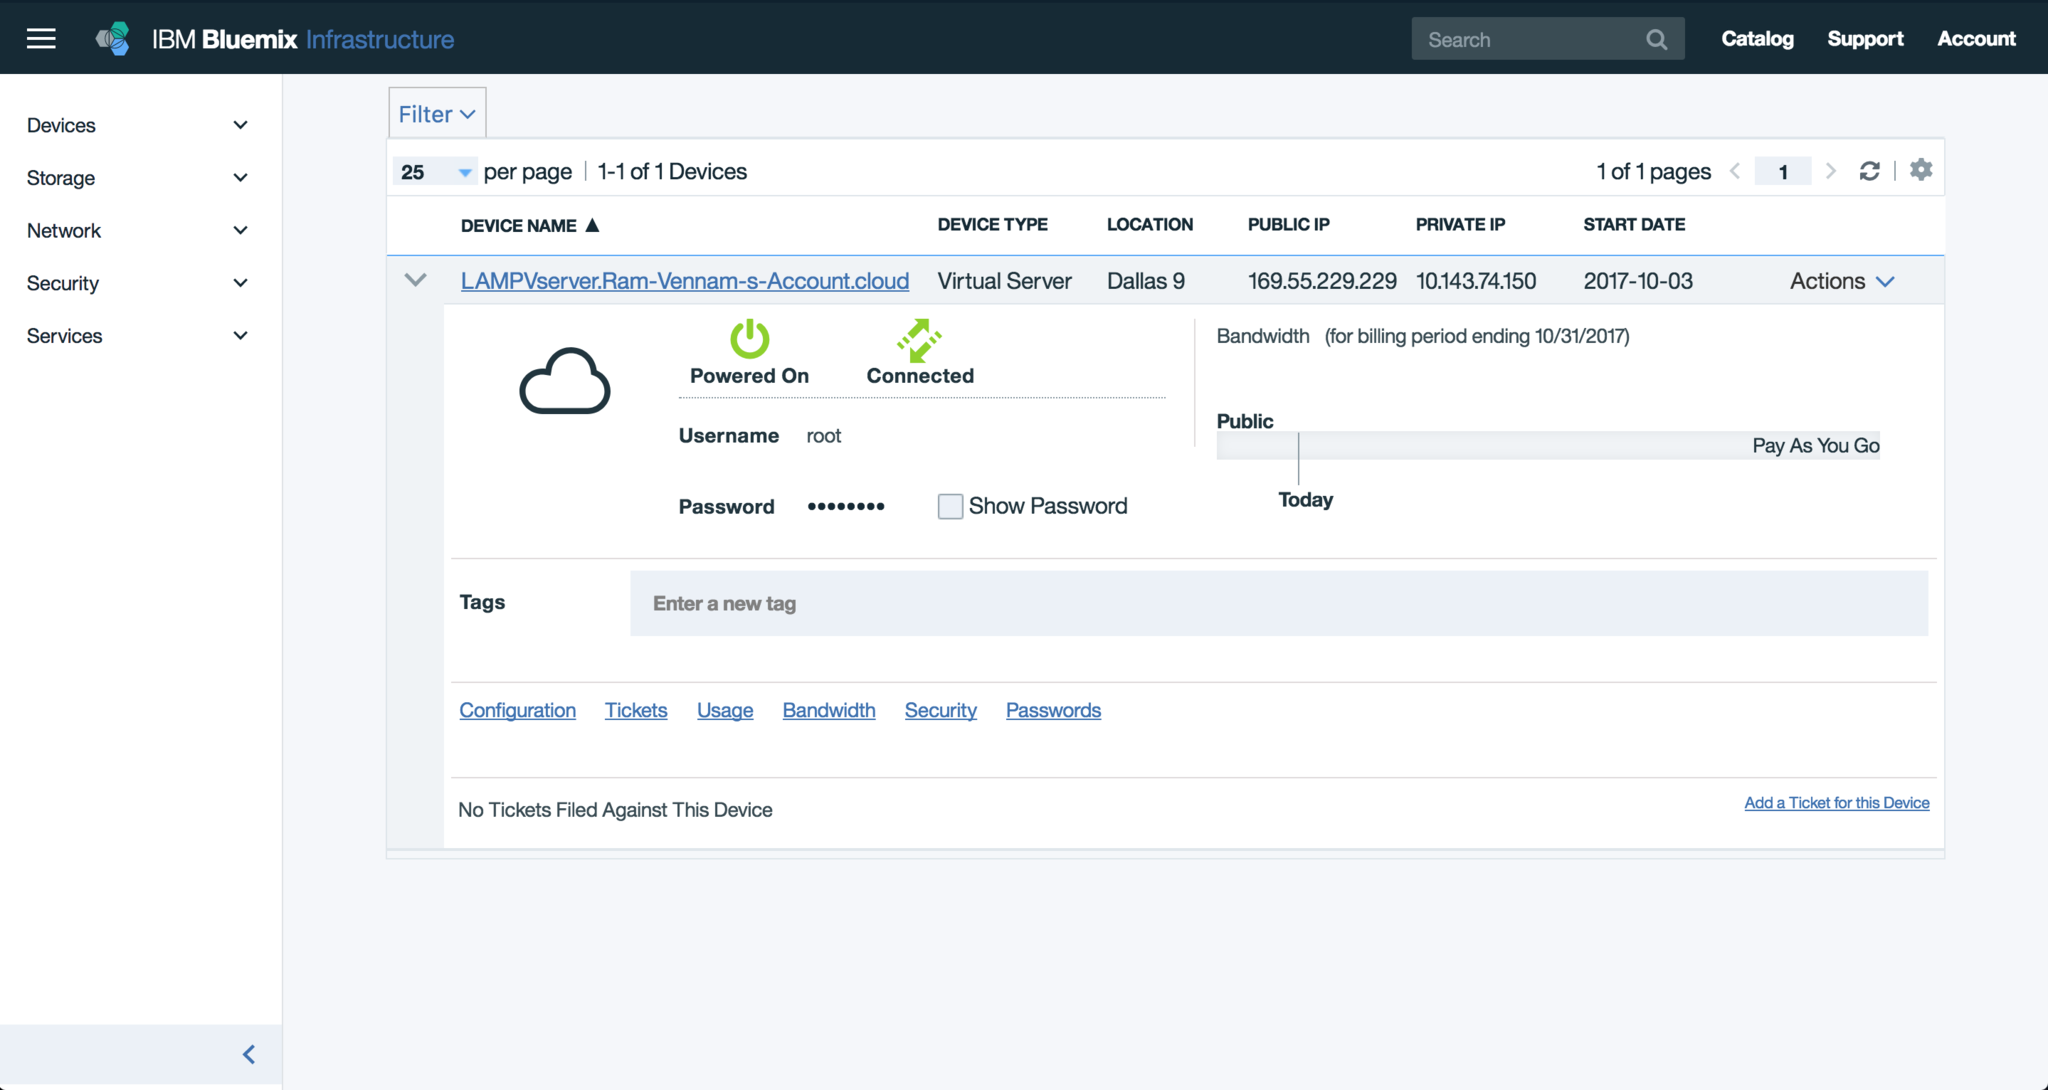 IBM Bluemix Infrastructure
Search
Catalog
Support
Account
Devices
Storage
Network
Security
Services
Filter
25 per page | 1-1 of 1 Devices
1 of 1 pages
1
DEVICE NAME ▲ DEVICE TYPE LOCATION PUBLIC IP PRIVATE IP START DATE
LAMPVserver.Ram-Vennam-s-Account.cloud Virtual Server Dallas 9 169.55.229.229 10.143.74.150 2017-10-03 Actions
Powered On
Connected
Username root
Password •••••••• Show Password
Bandwidth (for billing period ending 10/31/2017)
Public
Pay As You Go
Today
Tags
Enter a new tag
Configuration Tickets Usage Bandwidth Security Passwords
No Tickets Filed Against This Device
Add a Ticket for this Device